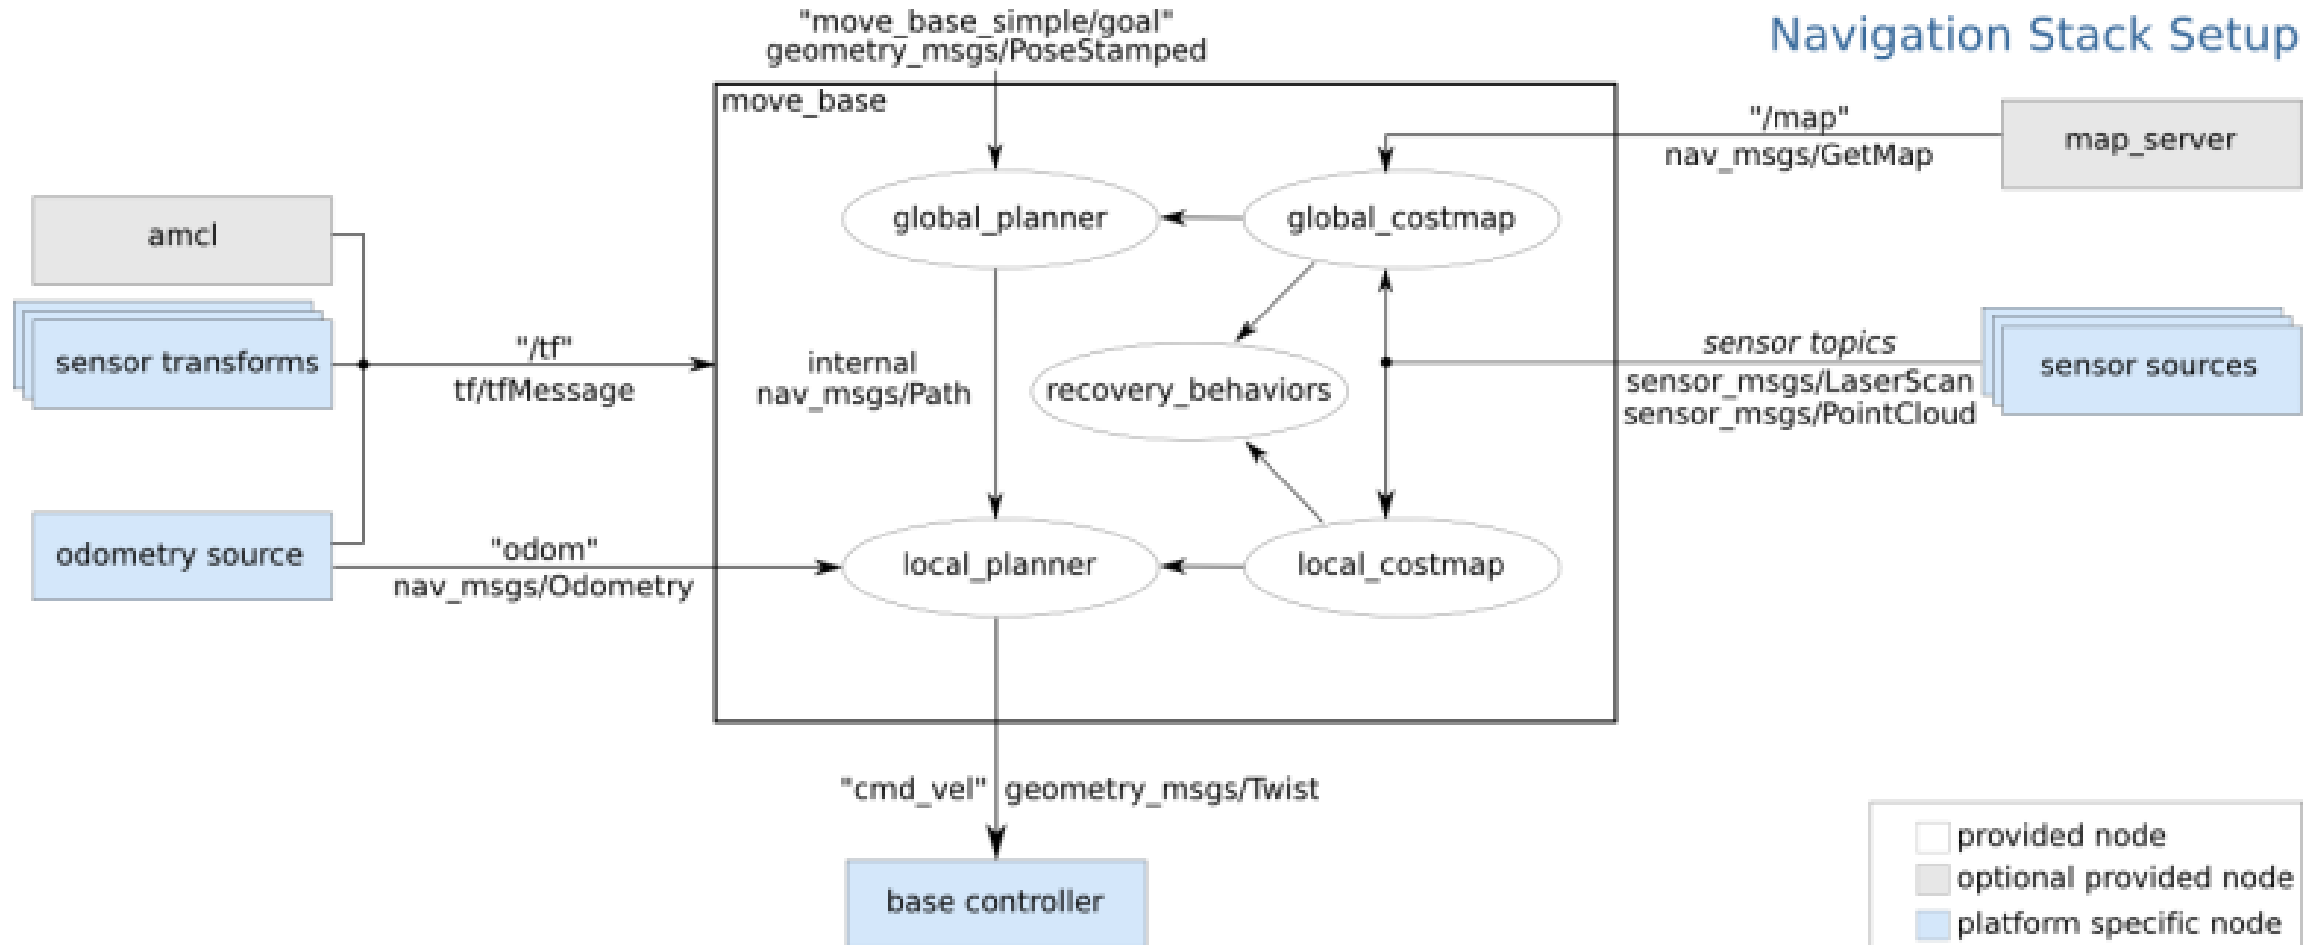 "move_base_simple/goal"
geometry_msgs/PoseStamped
Navigation Stack Setup
move_base
"/map"
nav_msgs/GetMap
map_server
global_planner
global_costmap
amcl
sensor transforms
"/tf"
tf/tfMessage
internal
nav_msgs/Path
recovery_behaviors
sensor topics
sensor_msgs/LaserScan
sensor_msgs/PointCloud
sensor sources
odometry source
"odom"
nav_msgs/Odometry
local_planner
local_costmap
"cmd_vel" geometry_msgs/Twist
base controller
provided node
optional provided node
platform specific node